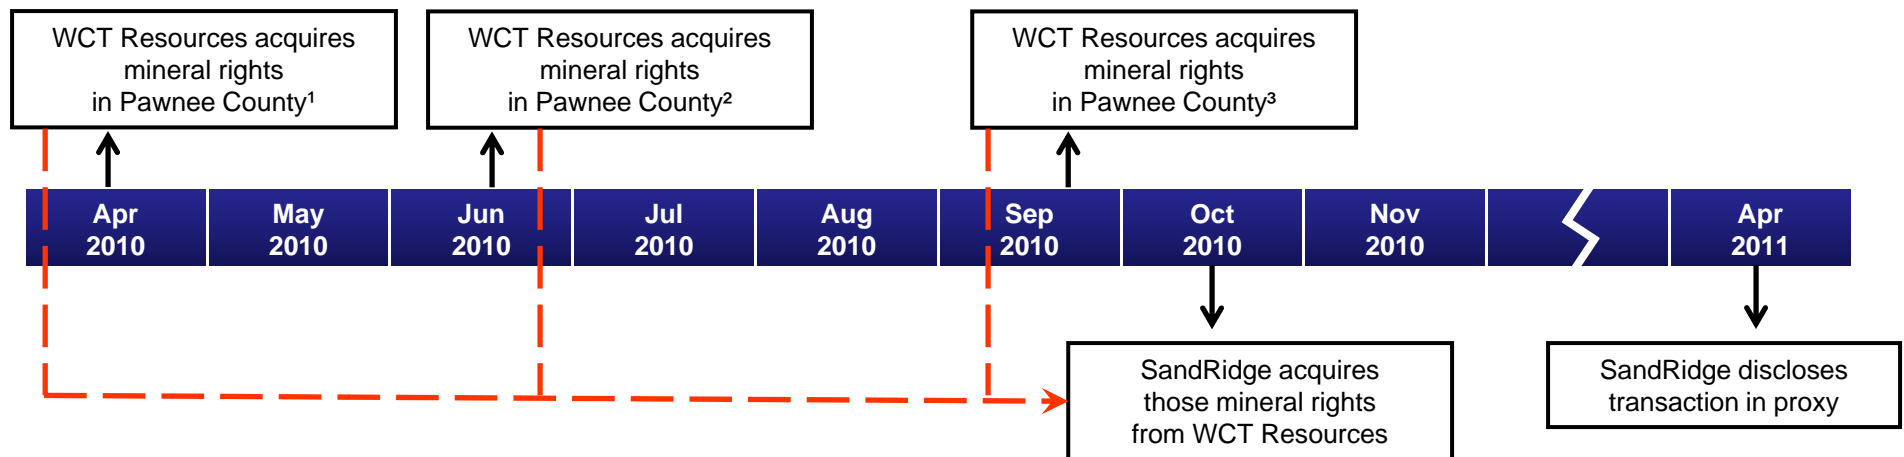 WCT Resources acquires
mineral rights
in Pawnee County¹
WCT Resources acquires
mineral rights
in Pawnee County²
WCT Resources acquires
mineral rights
in Pawnee County³
Apr
2010
May
2010
Jun
2010
Jul
2010
Aug
2010
Sep
2010
Oct
2010
Nov
2010
Apr
2011
SandRidge acquires
those mineral rights
from WCT Resources
SandRidge discloses
transaction in proxy